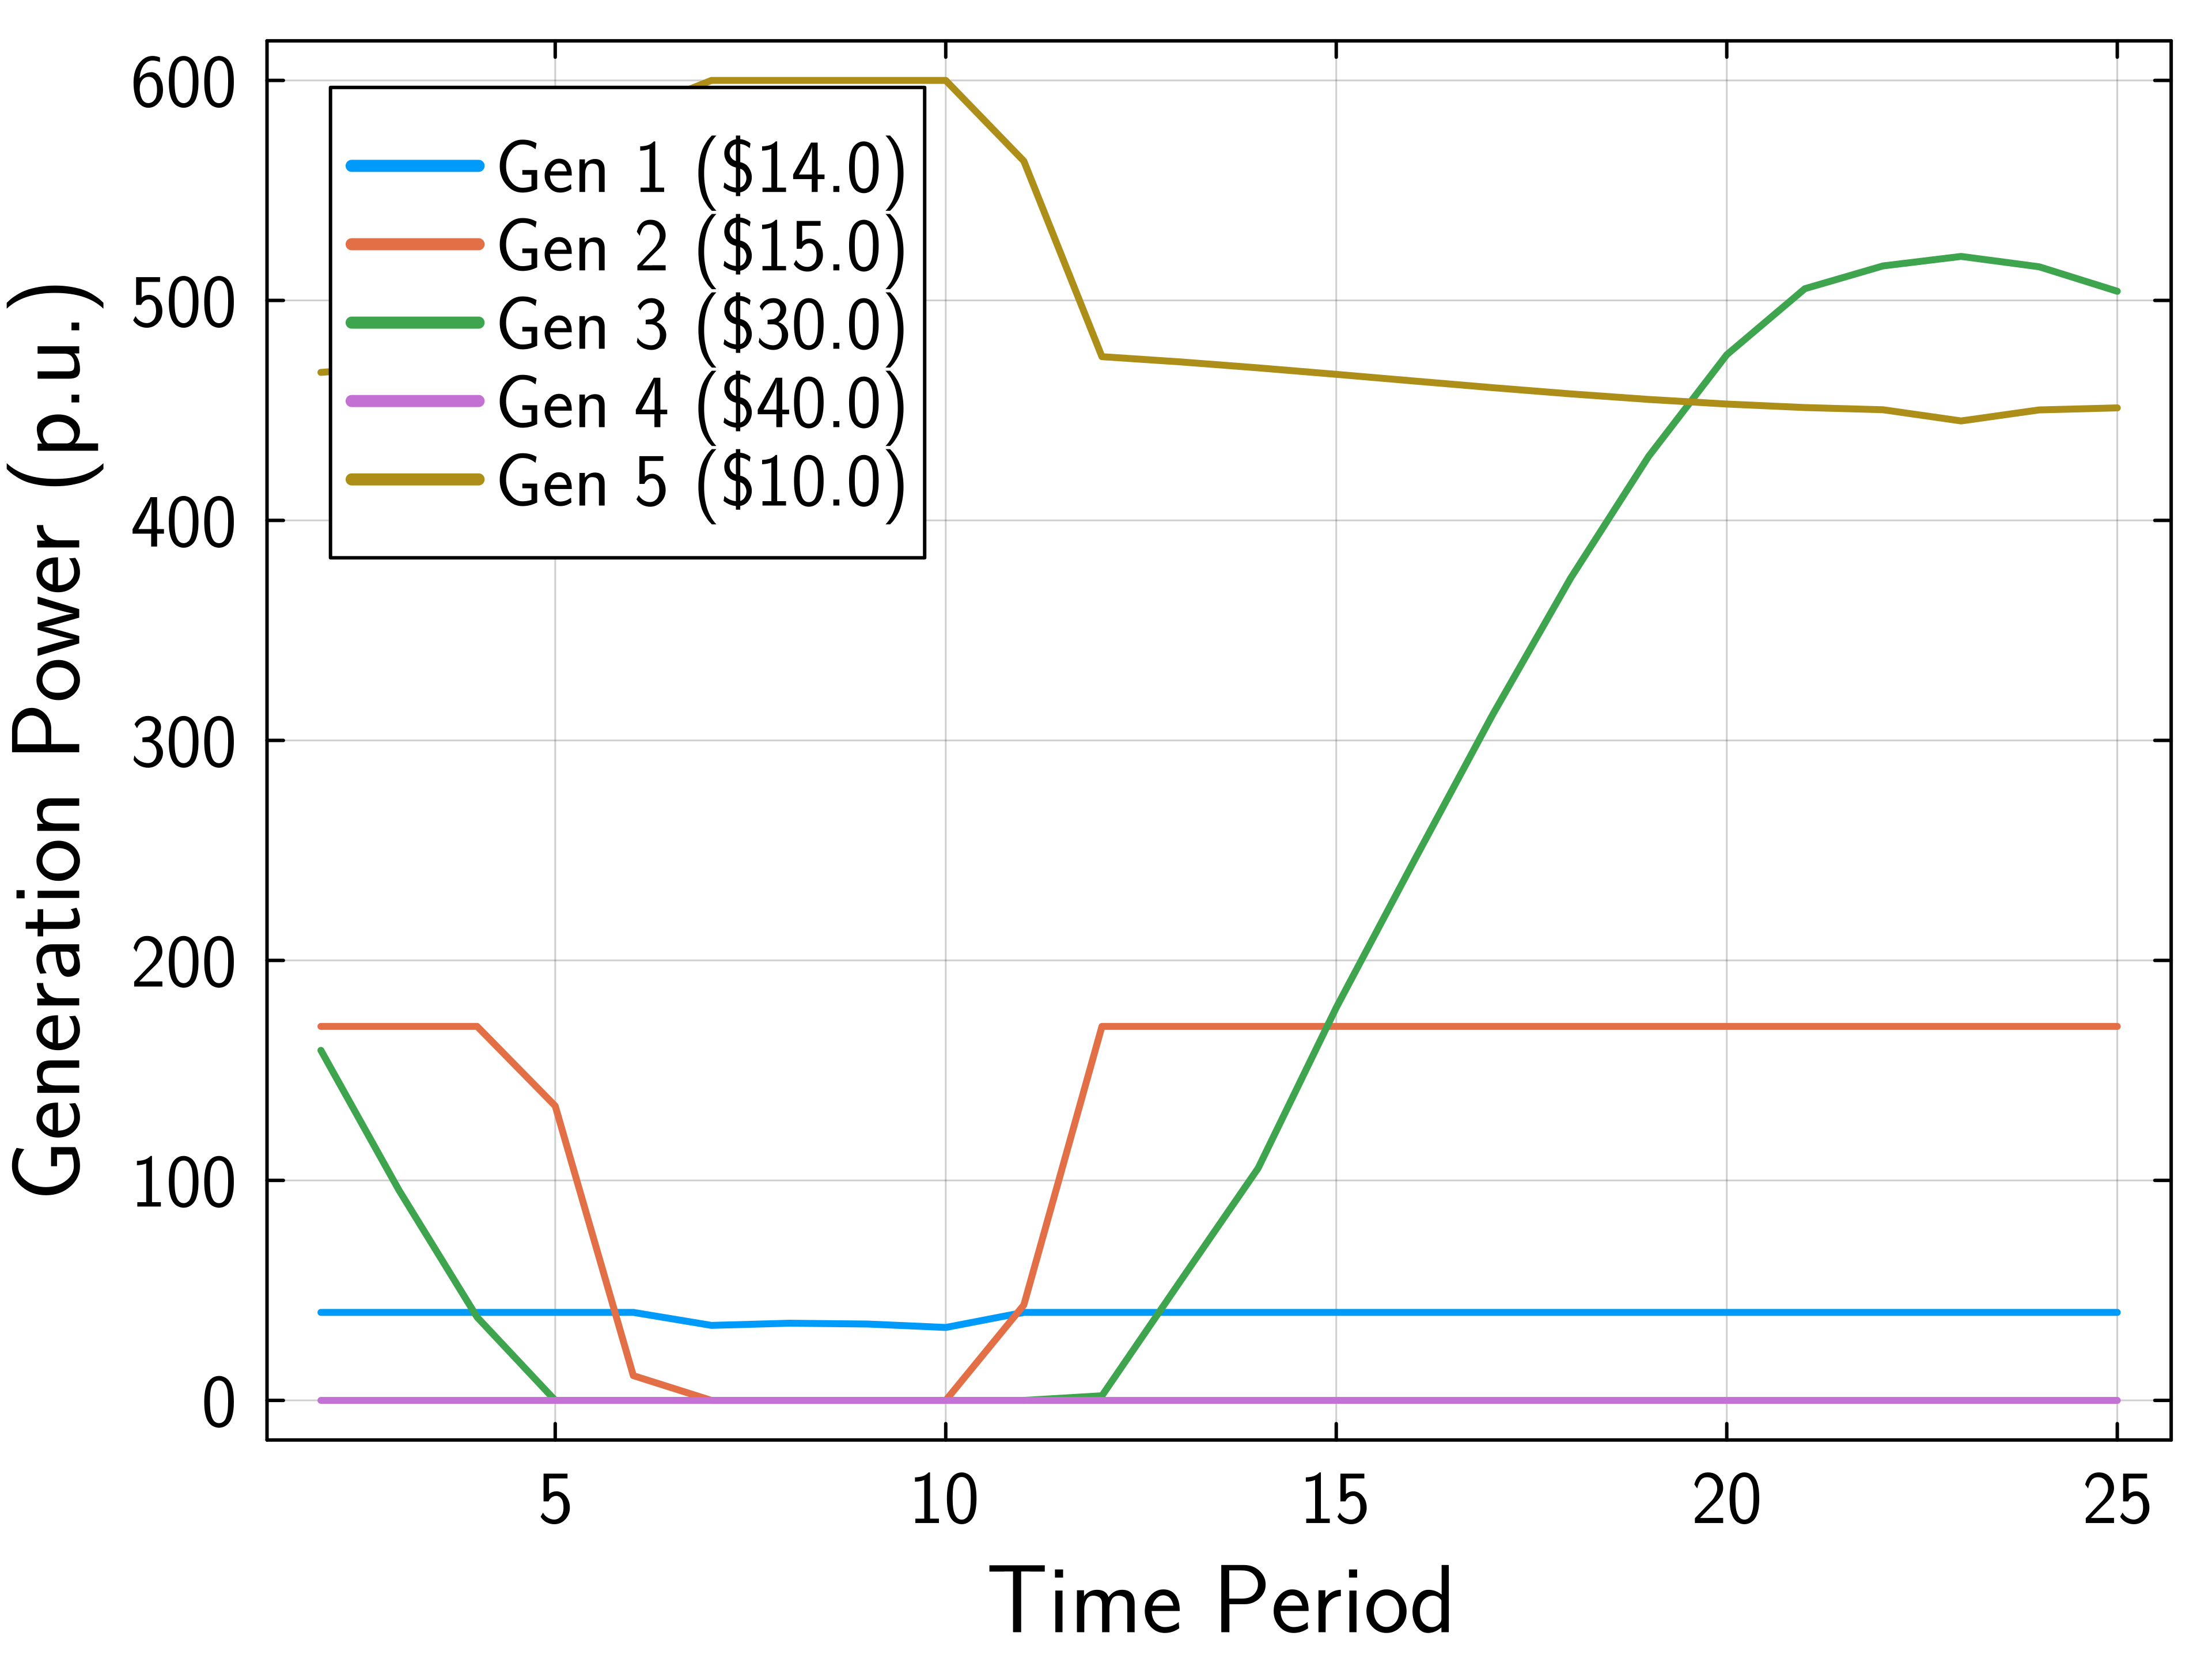 Generation Power (p.u.)
600
500
400
300
200
100
0
Gen 1 ($14.0)
Gen 2 ($15.0)
Gen 3 ($30.0)
Gen 4 ($40.0)
Gen 5 ($10.0)
5 10 15 20 25
Time Period